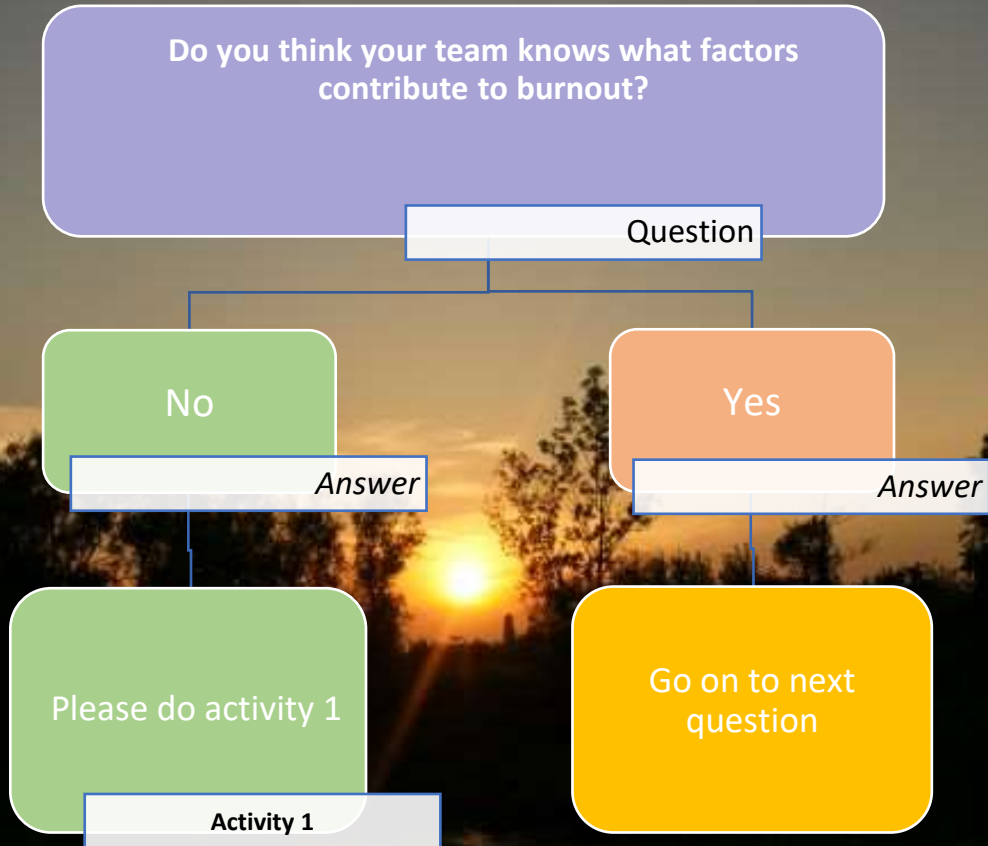 Do you think your team knows what factors
contribute to burnout?
Question
No
Yes
Answer
Answer
Please do activity 1
Go on to next
question
Activity 1